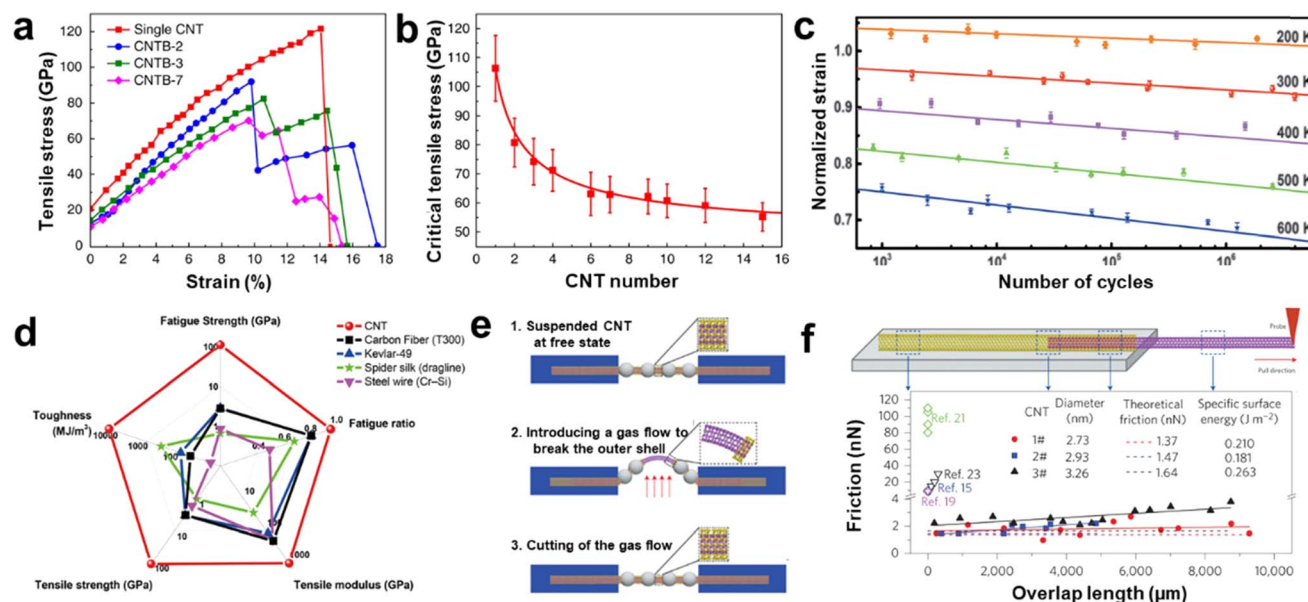 a
Tensile stress (GPa)
120
100
80
60
40
20
0
Single CNT
CNTB-2
CNTB-3
CNTB-7
0 2 4 6 8 10 12 14 16 18
Strain (%)
b
Critical tensile stress (GPa)
120
110
100
90
80
70
60
50
0 2 4 6 8 10 12 14 16
CNT number
c
Normalized strain
1.0
0.9
0.8
0.7
200 K
300 K
400 K
500 K
600 K
10³ 10⁴ 10⁵ 10⁶
Number of cycles
d
Fatigue Strength (GPa)
CNT
Carbon Fiber (T300)
Kevlar-49
Spider silk (dragline)
Steel wire (Cr–Si)
100
10
1
Toughness
(MJ/m³)
10000
1000
Fatigue ratio
1.0
0.8
0.6
0.4
1
10
100
Tensile strength (GPa)
100
Tensile modulus (GPa)
e
1. Suspended CNT
at free state
2. Introducing a gas flow to
break the outer shell
3. Cutting of the gas flow
f
Probe
Pull direction
Friction (nN)
120
100
80
60
40
20
6
4
2
0
Ref. 21
Ref. 23
Ref. 15
Ref. 19
CNT Diameter (nm) Theoretical friction (nN) Specific surface energy (J m⁻²)
1# 2.73 1.37 0.210
2# 2.93 1.47 0.181
3# 3.26 1.64 0.263
0 2,000 4,000 6,000 8,000 10,000
Overlap length (μm)